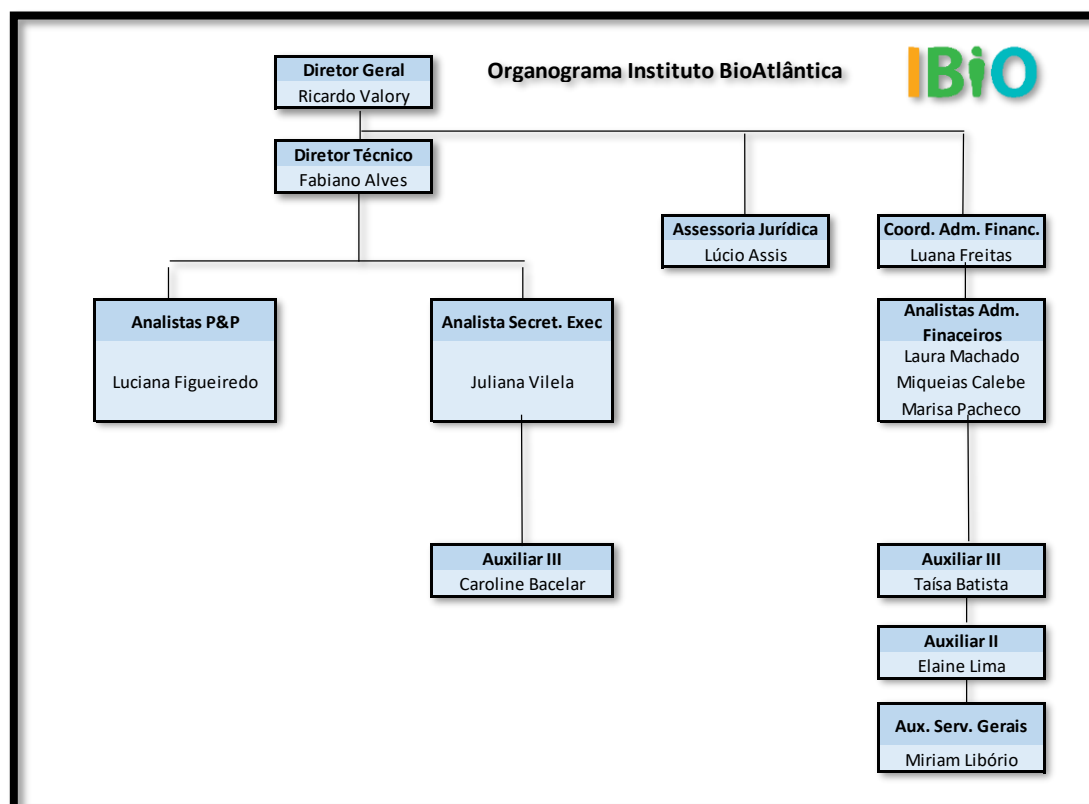 Diretor Geral
Ricardo Valory
Organograma Instituto BioAtlântica
IBiO
Diretor Técnico
Fabiano Alves
Assessoria Jurídica
Lúcio Assis
Coord. Adm. Financ.
Luana Freitas
Analistas P&P
Luciana Figueiredo
Analista Secret. Exec
Juliana Vilela
Analistas Adm.
Finaceiros
Laura Machado
Miqueias Calebe
Marisa Pacheco
Auxiliar III
Caroline Bacelar
Auxiliar III
Taísa Batista
Auxiliar II
Elaine Lima
Aux. Serv. Gerais
Miriam Libório